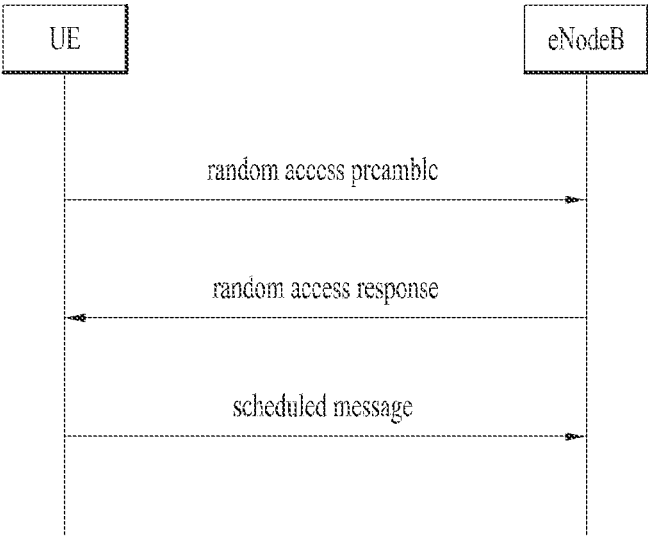 UE
eNodeB
random access preamble
random access response
scheduled message